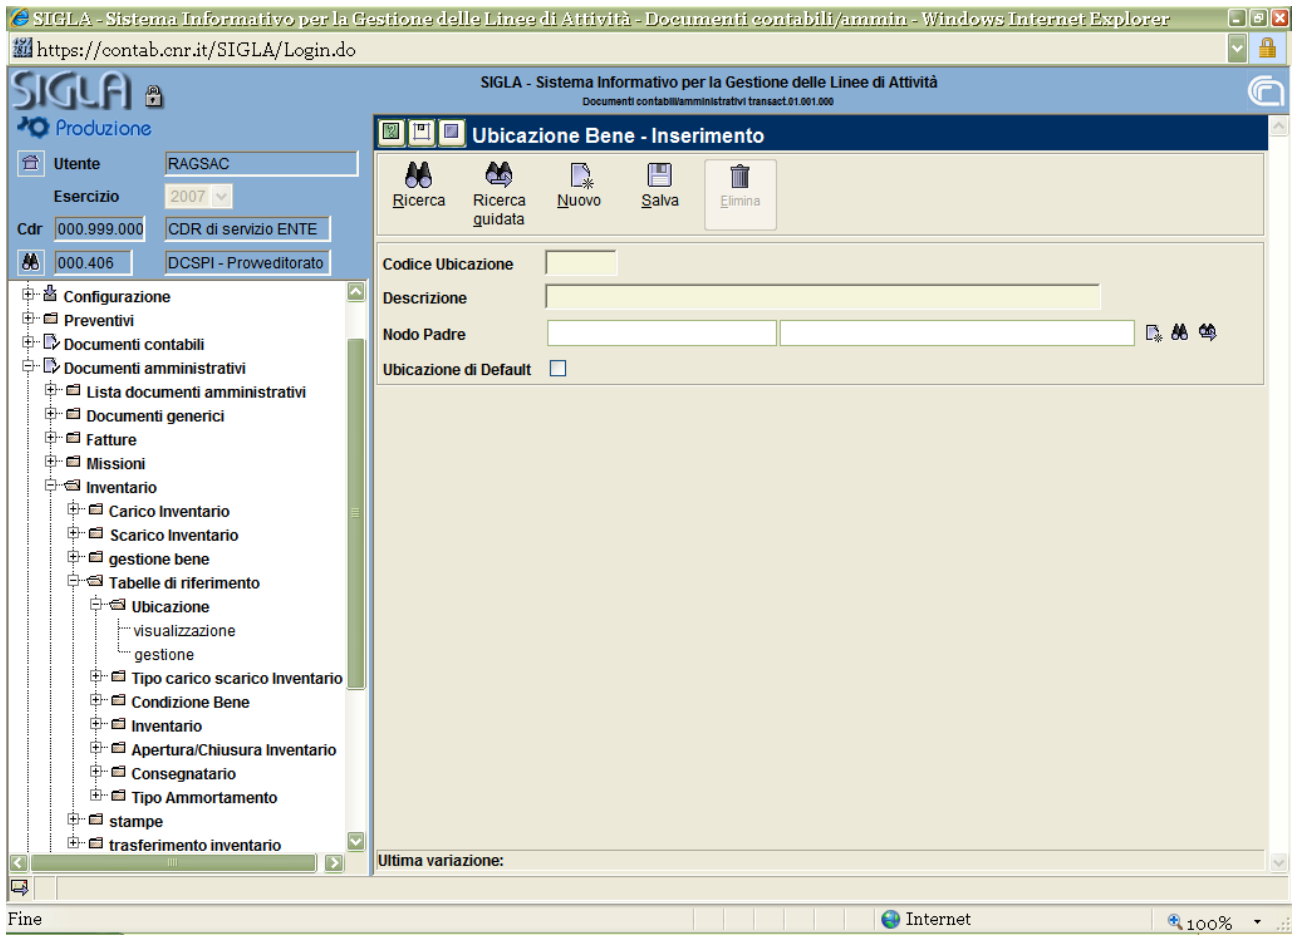 SIGLA - Sistema Informativo per la Gestione delle Linee di Attività - Documenti contabili/ammin - Windows Internet Explorer
https://contab.cnr.it/SIGLA/Login.do
SIGLA
SIGLA - Sistema Informativo per la Gestione delle Linee di Attività
Documenti contabili/amministrativi transact.01.001.000
Produzione
Utente RAGSAC
Esercizio 2007
Cdr 000.999.000 CDR di servizio ENTE
000.406 DCSPI - Provveditorato
Configurazione
Preventivi
Documenti contabili
Documenti amministrativi
Lista documenti amministrativi
Documenti generici
Fatture
Missioni
Inventario
Carico Inventario
Scarico Inventario
gestione bene
Tabelle di riferimento
Ubicazione
visualizzazione
gestione
Tipo carico scarico Inventario
Condizione Bene
Inventario
Apertura/Chiusura Inventario
Consegnatario
Tipo Ammortamento
stampe
trasferimento inventario
Ubicazione Bene - Inserimento
Ricerca
Ricerca guidata
Nuovo
Salva
Elimina
Codice Ubicazione
Descrizione
Nodo Padre
Ubicazione di Default
Ultima variazione:
Fine
Internet
100%